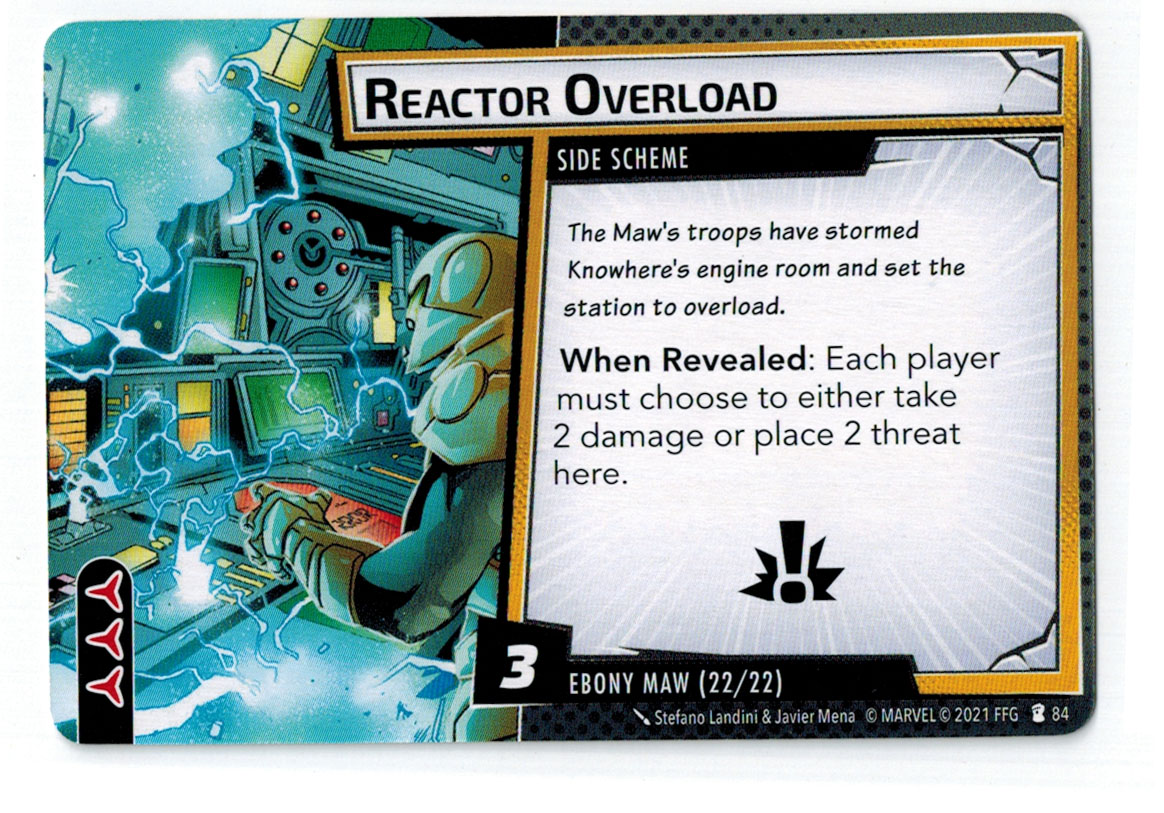 REACTOR OVERLOAD
SIDE SCHEME
The Maw's troops have stormed
Knowhere's engine room and set the
station to overload.
When Revealed: Each player
must choose to either take
2 damage or place 2 threat
here.
3
EBONY MAW (22/22)
Stefano Landini & Javier Mena © MARVEL © 2021 FFG 84